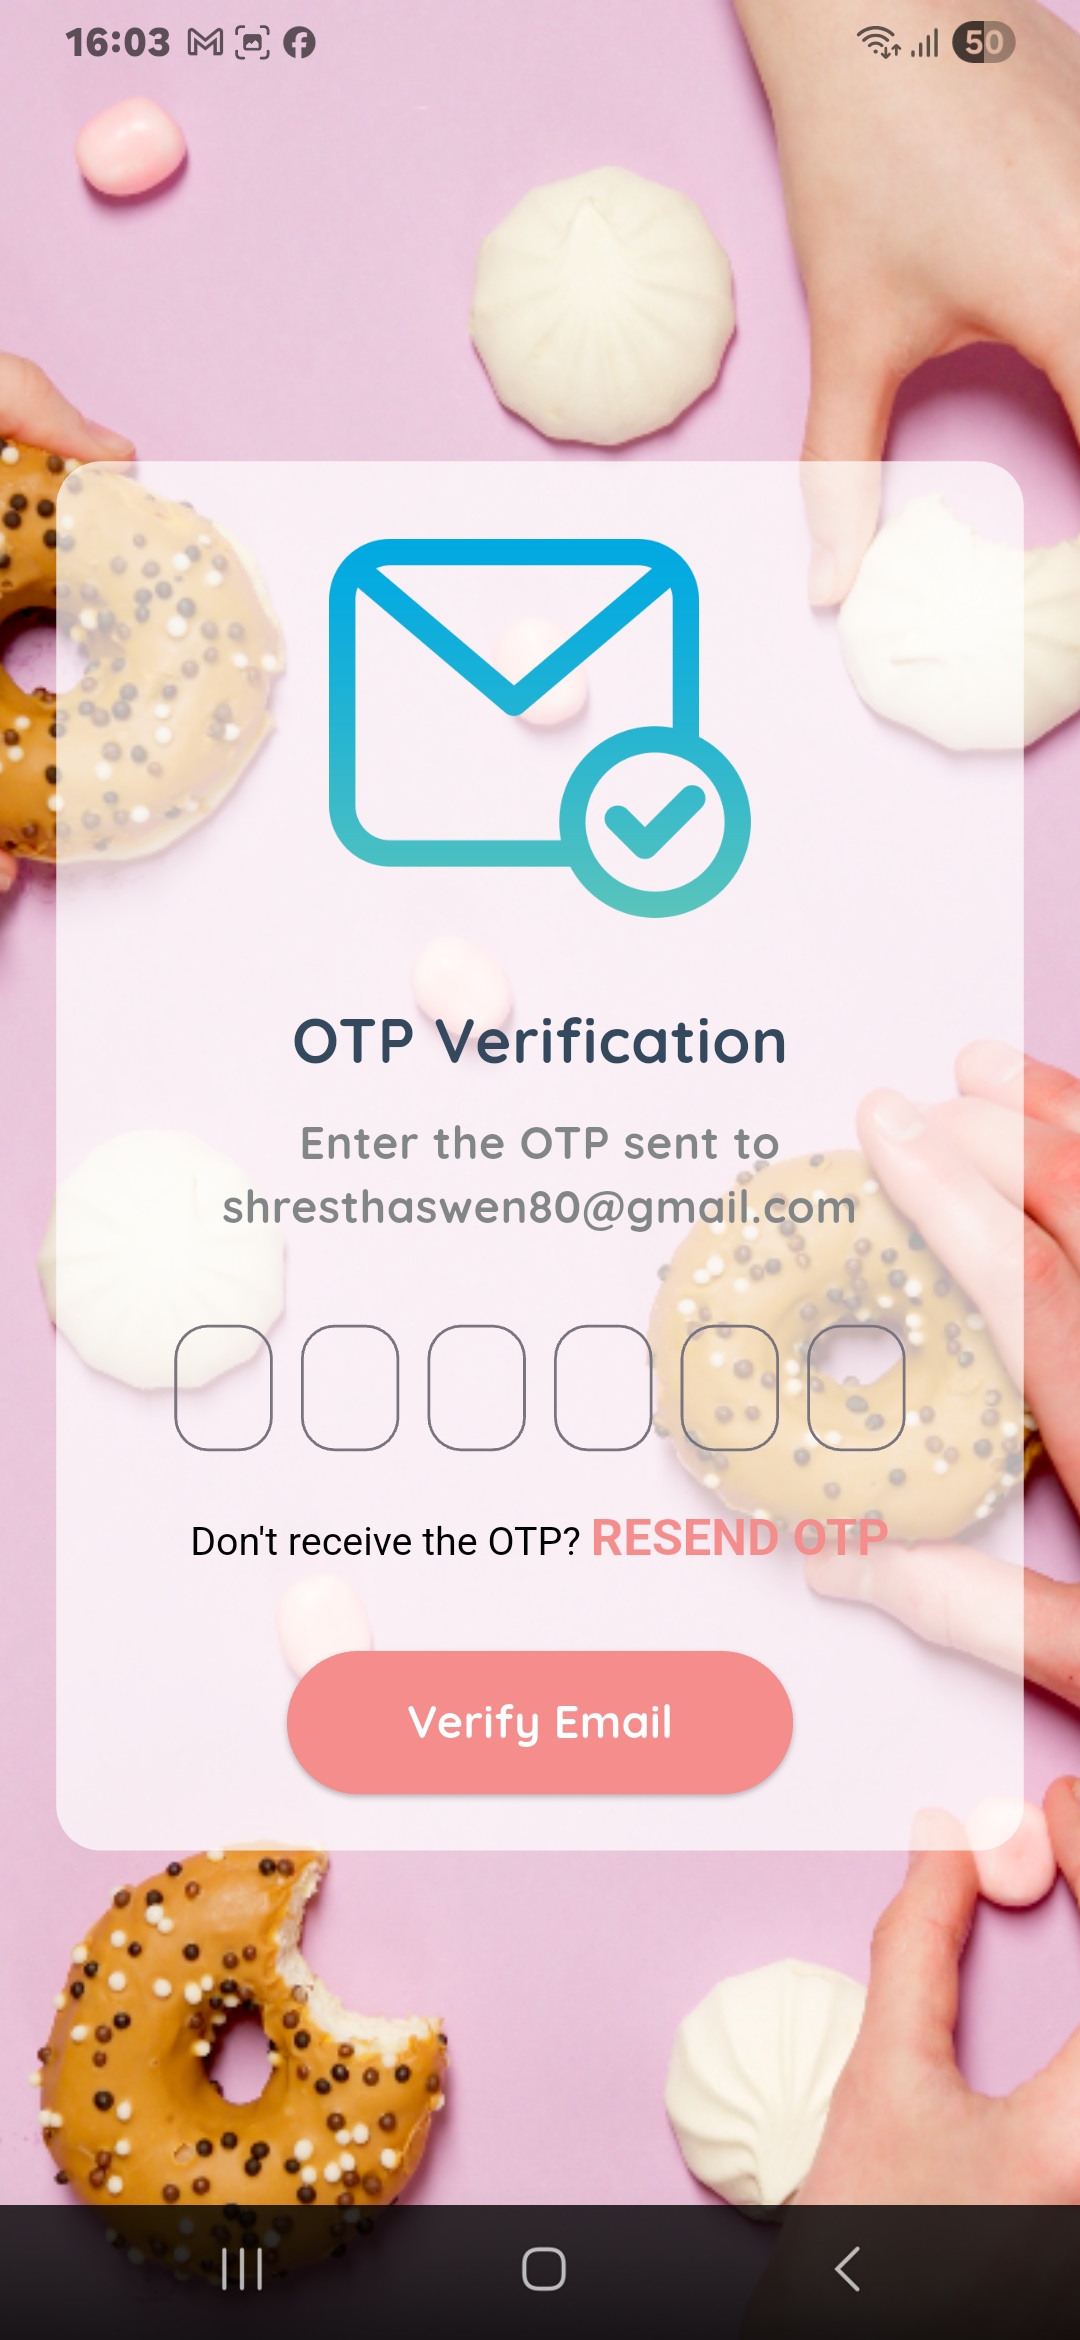 16:03
50
OTP Verification
Enter the OTP sent to
shresthaswen80@gmail.com
Don't receive the OTP? RESEND OTP
Verify Email